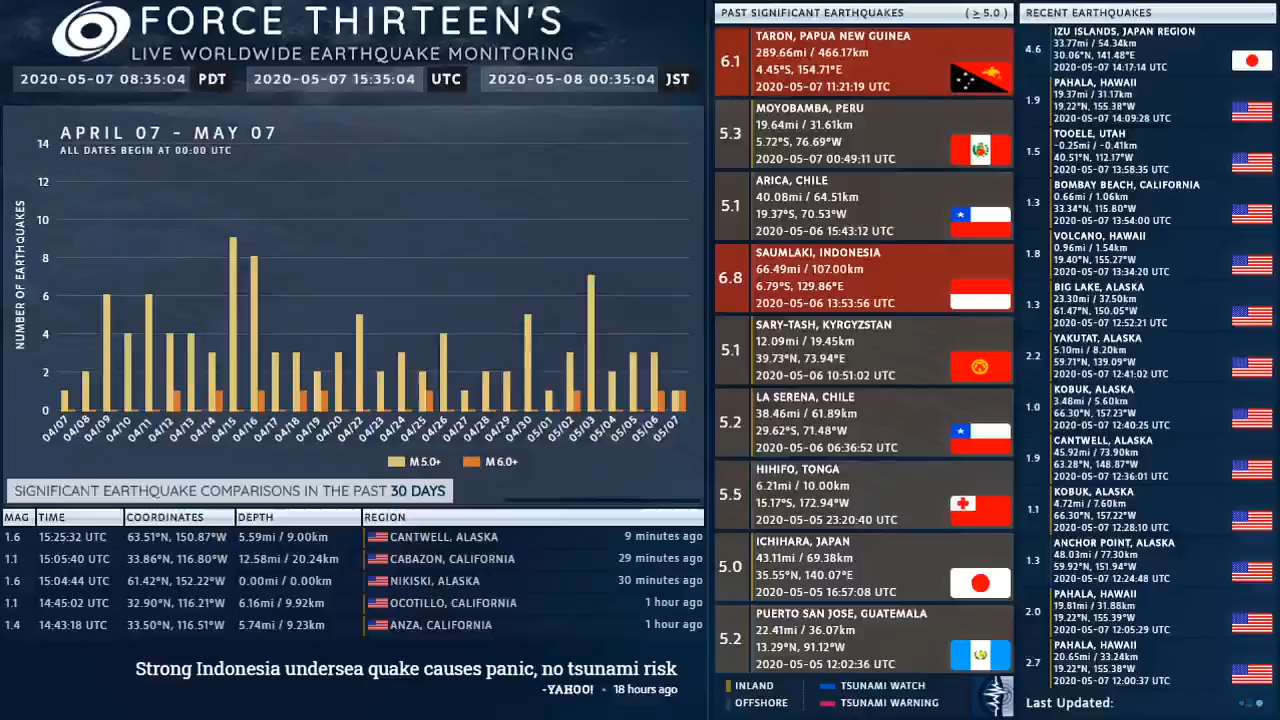 FORCE THIRTEEN'S
LIVE WORLDWIDE EARTHQUAKE MONITORING
2020-05-07 08:35:04 PDT 2020-05-07 15:35:04 UTC 2020-05-08 00:35:04 JST
APRIL 07 - MAY 07
ALL DATES BEGIN AT 00:00 UTC
NUMBER OF EARTHQUAKES
14
12
10
8
6
4
2
0
04/07 04/08 04/09 04/10 04/11 04/12 04/13 04/14 04/15 04/16 04/17 04/18 04/19 04/20 04/22 04/23 04/24 04/25 04/26 04/27 04/28 04/29 04/30 05/01 05/02 05/03 05/04 05/05 05/06 05/07
M 5.0+ M 6.0+
SIGNIFICANT EARTHQUAKE COMPARISONS IN THE PAST 30 DAYS
MAG TIME COORDINATES DEPTH REGION
1.6 15:25:32 UTC 63.51°N, 150.87°W 5.59mi / 9.00km CANTWELL, ALASKA 9 minutes ago
1.1 15:05:40 UTC 33.86°N, 116.80°W 12.58mi / 20.24km CABAZON, CALIFORNIA 29 minutes ago
1.6 15:04:44 UTC 61.42°N, 152.22°W 0.00mi / 0.00km NIKISKI, ALASKA 30 minutes ago
1.1 14:45:02 UTC 32.90°N, 116.21°W 6.16mi / 9.92km OCOTILLO, CALIFORNIA 1 hour ago
1.4 14:43:18 UTC 33.50°N, 116.51°W 5.74mi / 9.23km ANZA, CALIFORNIA 1 hour ago
Strong Indonesia undersea quake causes panic, no tsunami risk
-YAHOO! • 18 hours ago
PAST SIGNIFICANT EARTHQUAKES ( ≥ 5.0 )
6.1
TARON, PAPUA NEW GUINEA
289.66mi / 466.17km
4.45°S, 154.71°E
2020-05-07 11:21:19 UTC
5.3
MOYOBAMBA, PERU
19.64mi / 31.61km
5.72°S, 76.69°W
2020-05-07 00:49:11 UTC
5.1
ARICA, CHILE
40.08mi / 64.51km
19.37°S, 70.53°W
2020-05-06 15:43:12 UTC
6.8
SAUMLAKI, INDONESIA
66.49mi / 107.00km
6.79°S, 129.86°E
2020-05-06 13:53:56 UTC
5.1
SARY-TASH, KYRGYZSTAN
12.09mi / 19.45km
39.73°N, 73.94°E
2020-05-06 10:51:02 UTC
5.2
LA SERENA, CHILE
38.46mi / 61.89km
29.62°S, 71.48°W
2020-05-06 06:36:52 UTC
5.5
HIHIFO, TONGA
6.21mi / 10.00km
15.17°S, 172.94°W
2020-05-05 23:20:40 UTC
5.0
ICHIHARA, JAPAN
43.11mi / 69.38km
35.55°N, 140.07°E
2020-05-05 16:57:08 UTC
5.2
PUERTO SAN JOSE, GUATEMALA
22.41mi / 36.07km
13.29°N, 91.12°W
2020-05-05 12:02:36 UTC
INLAND TSUNAMI WATCH
OFFSHORE TSUNAMI WARNING
RECENT EARTHQUAKES
4.6
IZU ISLANDS, JAPAN REGION
33.77mi / 54.34km
30.06°N, 141.48°E
2020-05-07 14:17:14 UTC
1.9
PAHALA, HAWAII
19.37mi / 31.17km
19.22°N, 155.38°W
2020-05-07 14:09:28 UTC
1.5
TOOELE, UTAH
-0.25mi / -0.41km
40.51°N, 112.17°W
2020-05-07 13:58:35 UTC
1.3
BOMBAY BEACH, CALIFORNIA
0.66mi / 1.06km
33.34°N, 115.80°W
2020-05-07 13:54:00 UTC
1.8
VOLCANO, HAWAII
0.96mi / 1.54km
19.40°N, 155.27°W
2020-05-07 13:34:20 UTC
1.3
BIG LAKE, ALASKA
23.30mi / 37.50km
61.47°N, 150.05°W
2020-05-07 12:52:21 UTC
2.2
YAKUTAT, ALASKA
5.10mi / 8.20km
59.71°N, 139.09°W
2020-05-07 12:41:02 UTC
1.0
KOBUK, ALASKA
3.48mi / 5.60km
66.30°N, 157.23°W
2020-05-07 12:40:25 UTC
1.9
CANTWELL, ALASKA
45.92mi / 73.90km
63.28°N, 148.87°W
2020-05-07 12:36:01 UTC
1.1
KOBUK, ALASKA
4.72mi / 7.60km
66.30°N, 157.22°W
2020-05-07 12:28:10 UTC
1.3
ANCHOR POINT, ALASKA
48.03mi / 77.30km
59.92°N, 151.94°W
2020-05-07 12:24:48 UTC
2.0
PAHALA, HAWAII
19.81mi / 31.88km
19.22°N, 155.39°W
2020-05-07 12:05:29 UTC
2.7
PAHALA, HAWAII
20.65mi / 33.24km
19.22°N, 155.38°W
2020-05-07 12:00:37 UTC
Last Updated: